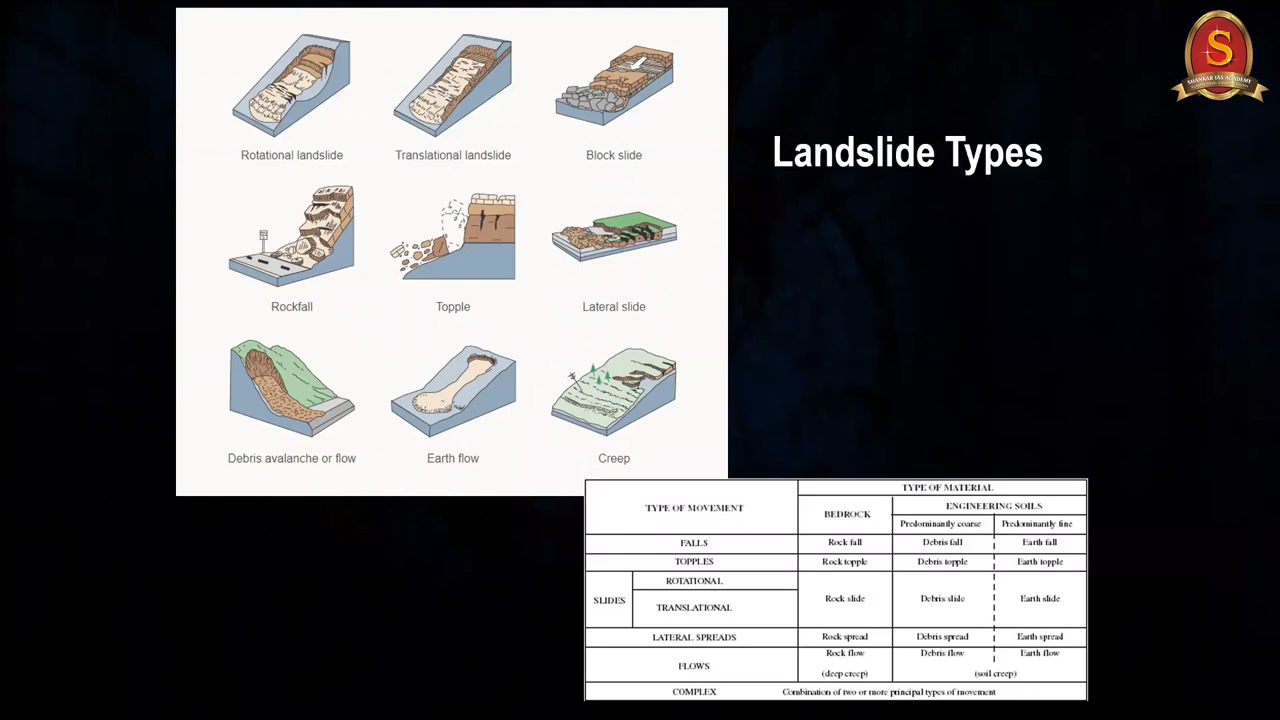 Rotational landslide
Translational landslide
Block slide
Rockfall
Topple
Lateral slide
Debris avalanche or flow
Earth flow
Creep
Landslide Types
S
SHANKAR IAS ACADEMY
TYPE OF MOVEMENT
TYPE OF MATERIAL
BEDROCK
ENGINEERING SOILS
Predominantly coarse
Predominantly fine
FALLS
Rock fall
Debris fall
Earth fall
TOPPLES
Rock topple
Debris topple
Earth topple
SLIDES
ROTATIONAL
TRANSLATIONAL
Rock slide
Debris slide
Earth slide
LATERAL SPREADS
Rock spread
Debris spread
Earth spread
FLOWS
Rock flow
Debris flow
Earth flow
(deep creep)
(soil creep)
COMPLEX
Combination of two or more principal types of movement